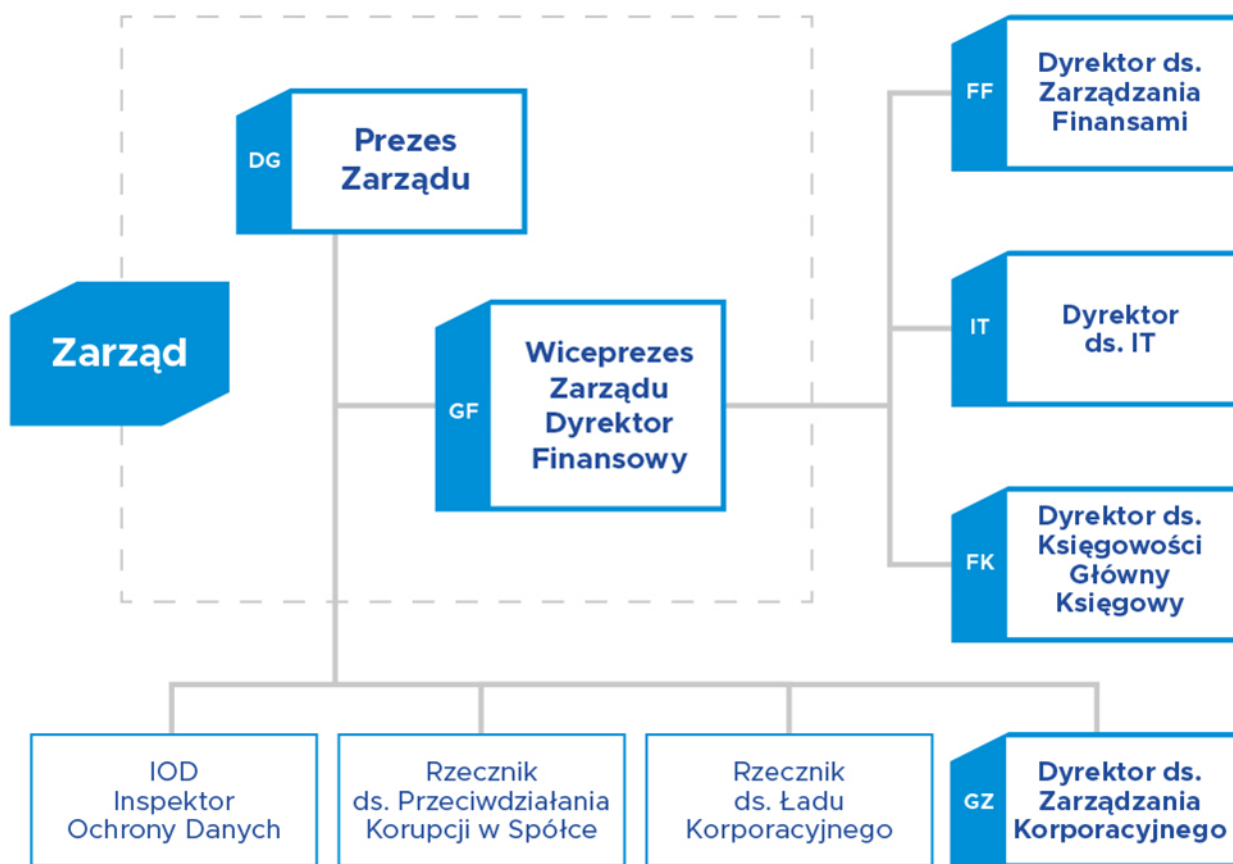 DG
Prezes
Zarządu
Zarząd
GF
Wiceprezes
Zarządu
Dyrektor
Finansowy
FF
Dyrektor ds.
Zarządzania
Finansami
IT
Dyrektor
ds. IT
FK
Dyrektor ds.
Księgowości
Główny
Księgowy
IOD
Inspektor
Ochrony Danych
Rzecznik
ds. Przeciwdziałania
Korupcji w Spółce
Rzecznik
ds. Ładu
Korporacyjnego
GZ
Dyrektor ds.
Zarządzania
Korporacyjnego